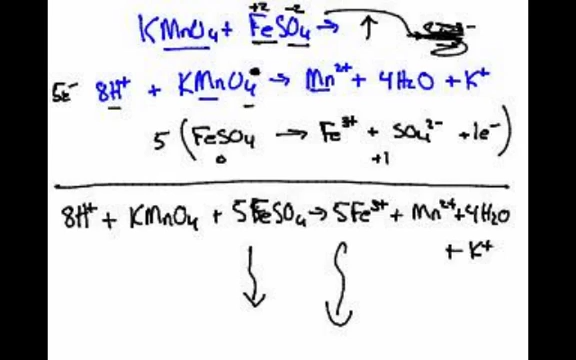 +2 -2
KMnO₄ + FeSO₄ → ↑
5e⁻ 8H⁺ + KMnO₄ → Mn²⁺ + 4H₂O + K⁺
5 (FeSO₄ → Fe³⁺ + SO₄²⁻ + 1e⁻)
0 +1
8H⁺ + KMnO₄ + 5FeSO₄ → 5Fe³⁺ + Mn²⁺ + 4H₂O
+ K⁺